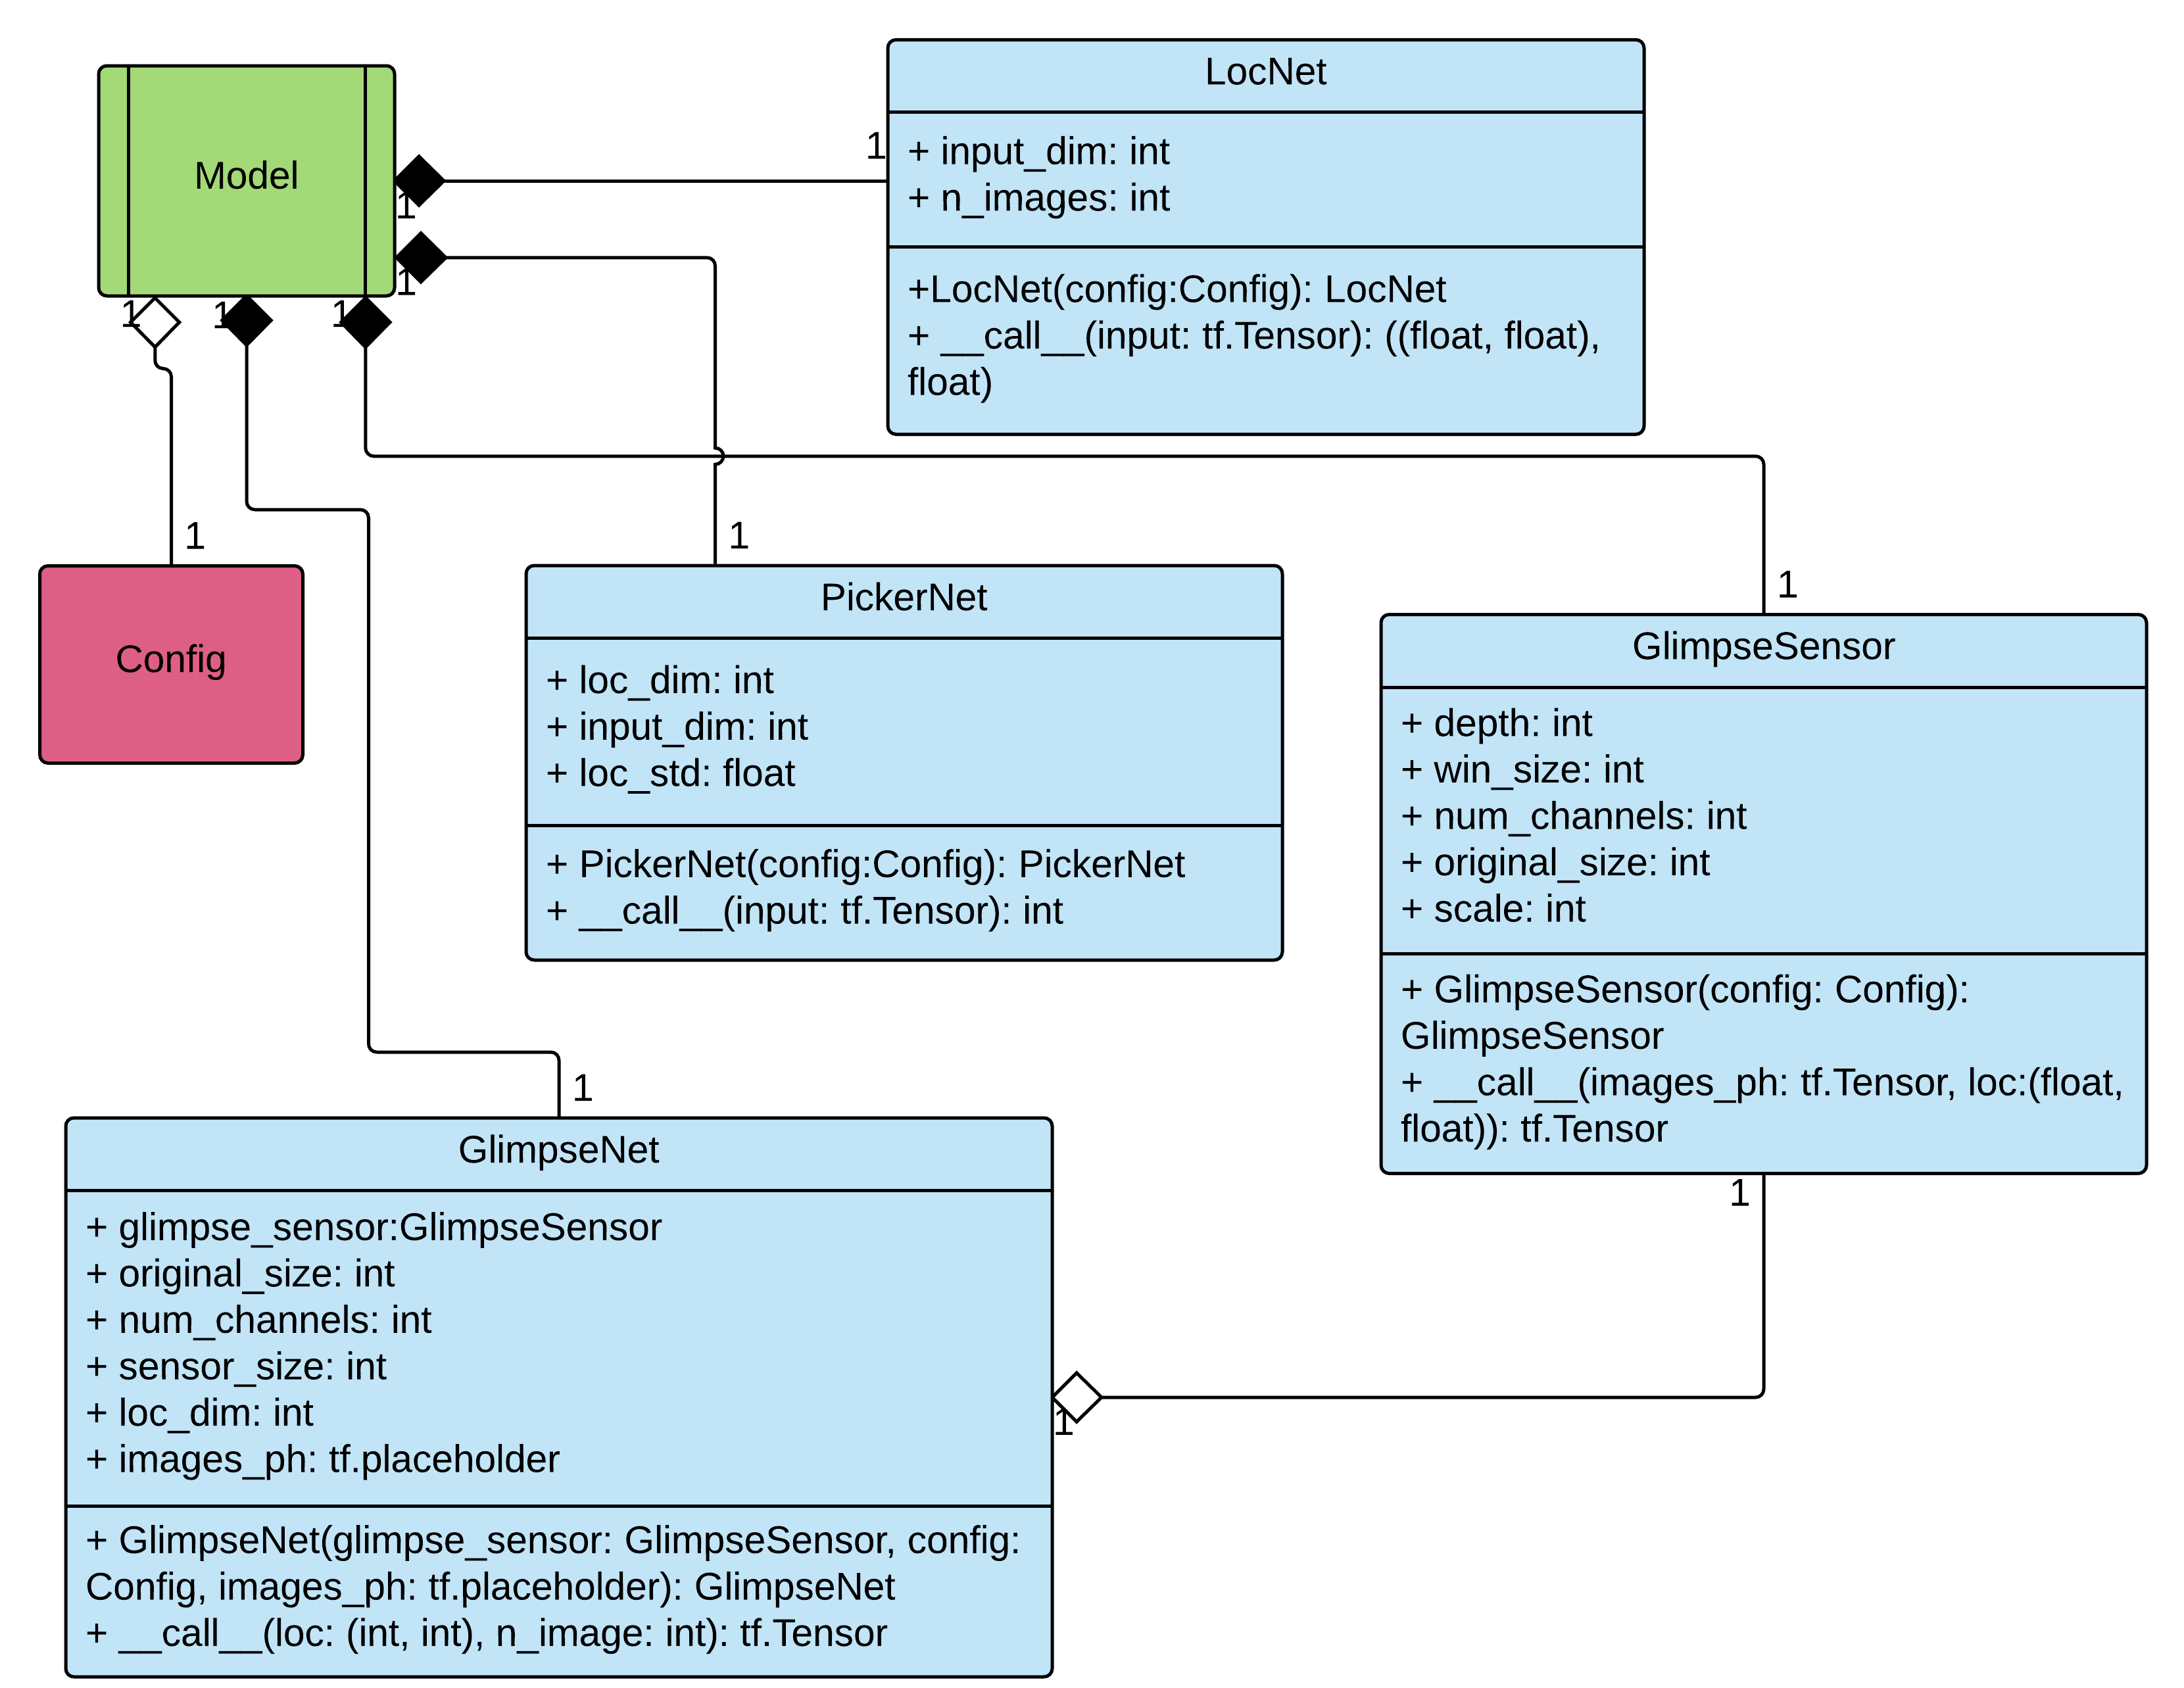 Model
1
1
1
1
1
LocNet
1
+ input_dim: int
+ n_images: int
+LocNet(config:Config): LocNet
+ __call__(input: tf.Tensor): ((float, float),
float)
1
Config
1
PickerNet
+ loc_dim: int
+ input_dim: int
+ loc_std: float
+ PickerNet(config:Config): PickerNet
+ __call__(input: tf.Tensor): int
1
GlimpseSensor
+ depth: int
+ win_size: int
+ num_channels: int
+ original_size: int
+ scale: int
+ GlimpseSensor(config: Config):
GlimpseSensor
+ __call__(images_ph: tf.Tensor, loc:(float,
float)): tf.Tensor
1
1
GlimpseNet
+ glimpse_sensor:GlimpseSensor
+ original_size: int
+ num_channels: int
+ sensor_size: int
+ loc_dim: int
+ images_ph: tf.placeholder
+ GlimpseNet(glimpse_sensor: GlimpseSensor, config:
Config, images_ph: tf.placeholder): GlimpseNet
+ __call__(loc: (int, int), n_image: int): tf.Tensor
1